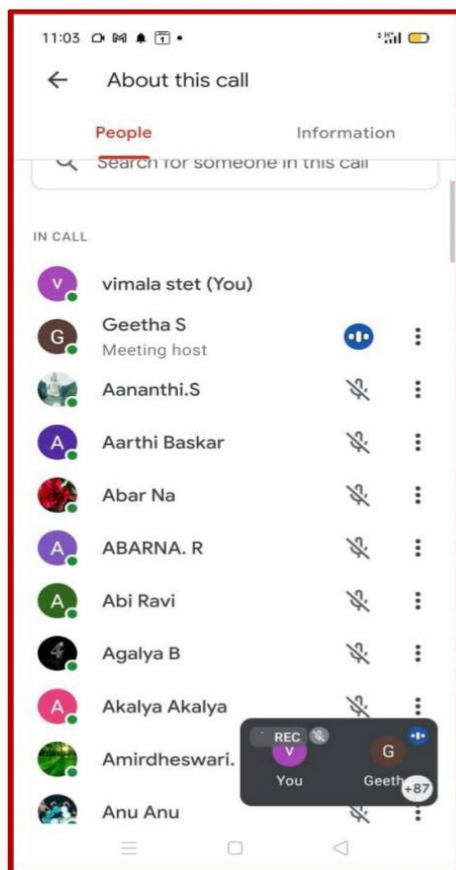 11:03
About this call
People Information
Search for someone in this call
IN CALL
V vimala stet (You)
G Geetha S
Meeting host
Aananthi.S
A Aarthi Baskar
Abar Na
A ABARNA. R
A Abi Ravi
Agalya B
A Akalya Akalya
Amirdheswari.
Anu Anu
REC
V G
You Geeth +87